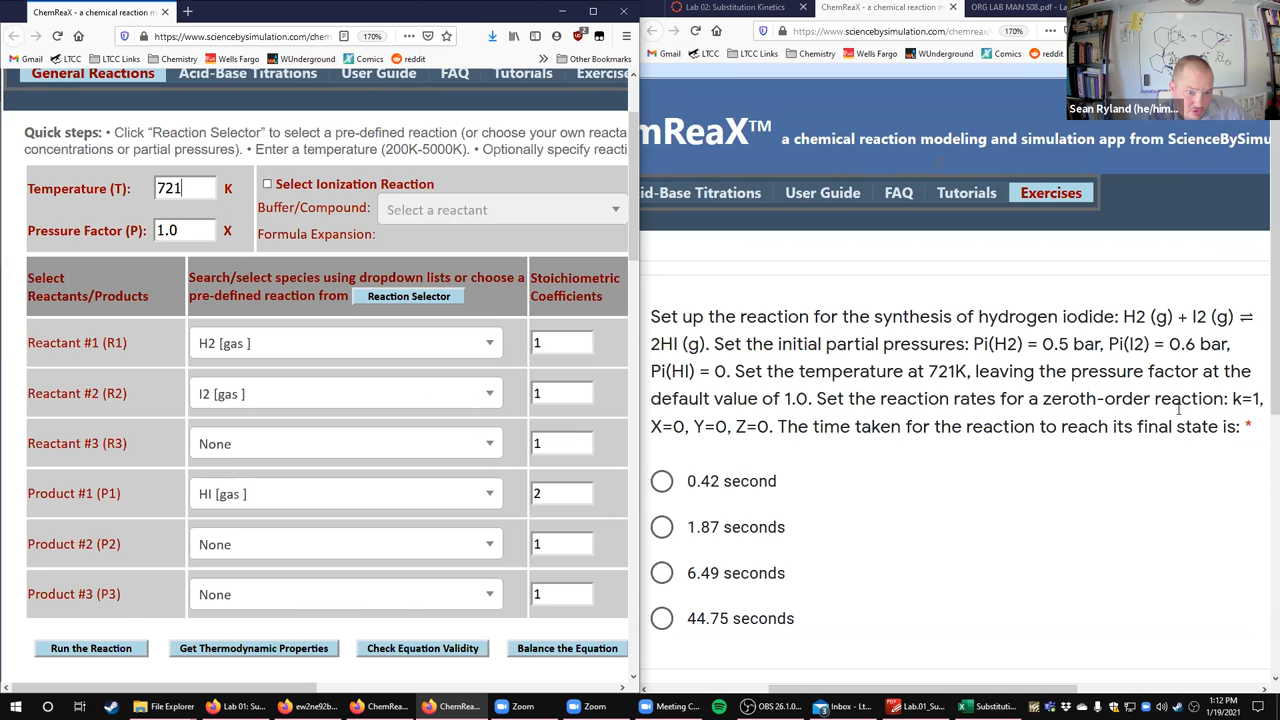 ChemReaX - a chemical reaction m
https://www.sciencebysimulation.com/chem
170%
Gmail LTCC LTCC Links Chemistry Wells Fargo WUnderground Comics reddit Other Bookmarks
General Reactions Acid-Base Titrations User Guide FAQ Tutorials Exercise
Quick steps: • Click “Reaction Selector” to select a pre-defined reaction (or choose your own reacta
concentrations or partial pressures). • Enter a temperature (200K-5000K). • Optionally specify reacti
Temperature (T): 721 K
Select Ionization Reaction
Buffer/Compound: Select a reactant
Pressure Factor (P): 1.0 X
Formula Expansion:
Select
Reactants/Products
Search/select species using dropdown lists or choose a
pre-defined reaction from Reaction Selector
Stoichiometric
Coefficients
Reactant #1 (R1) H2 [gas ] 1
Reactant #2 (R2) I2 [gas ] 1
Reactant #3 (R3) None 1
Product #1 (P1) HI [gas ] 2
Product #2 (P2) None 1
Product #3 (P3) None 1
Run the Reaction Get Thermodynamic Properties Check Equation Validity Balance the Equation
Lab 02: Substitution Kinetics ChemReaX - a chemical reaction m ORG LAB MAN S08.pdf -
https://www.sciencebysimulation.com/chemreax/
170%
Gmail LTCC LTCC Links Chemistry Wells Fargo WUnderground Comics
Sean Ryland (he/him...
mReaX™ a chemical reaction modeling and simulation app from ScienceBySimu
id-Base Titrations User Guide FAQ Tutorials Exercises
Set up the reaction for the synthesis of hydrogen iodide: H2 (g) + I2 (g) ⇌
2HI (g). Set the initial partial pressures: Pi(H2) = 0.5 bar, Pi(I2) = 0.6 bar,
Pi(HI) = 0. Set the temperature at 721K, leaving the pressure factor at the
default value of 1.0. Set the reaction rates for a zeroth-order reaction: k=1,
X=0, Y=0, Z=0. The time taken for the reaction to reach its final state is: *
0.42 second
1.87 seconds
6.49 seconds
44.75 seconds
File Explorer Lab 01: Su... ew2ne92b... ChemRea... ChemRea... Zoom Zoom Meeting C... OBS 26.1.0... Inbox - Lt... Lab.01_Su... Substituti...
1:12 PM
1/19/2021